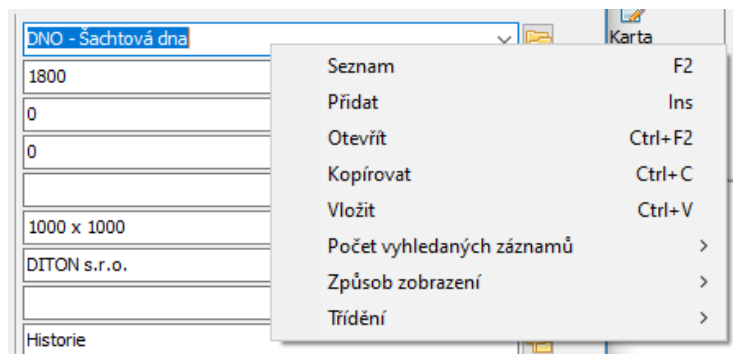 DNO - Šachtová dna
Karta
1800
0
0
1000 x 1000
DITON s.r.o.
Historie
Seznam F2
Přidat Ins
Otevřít Ctrl+F2
Kopírovat Ctrl+C
Vložit Ctrl+V
Počet vyhledaných záznamů >
Způsob zobrazení >
Třídění >